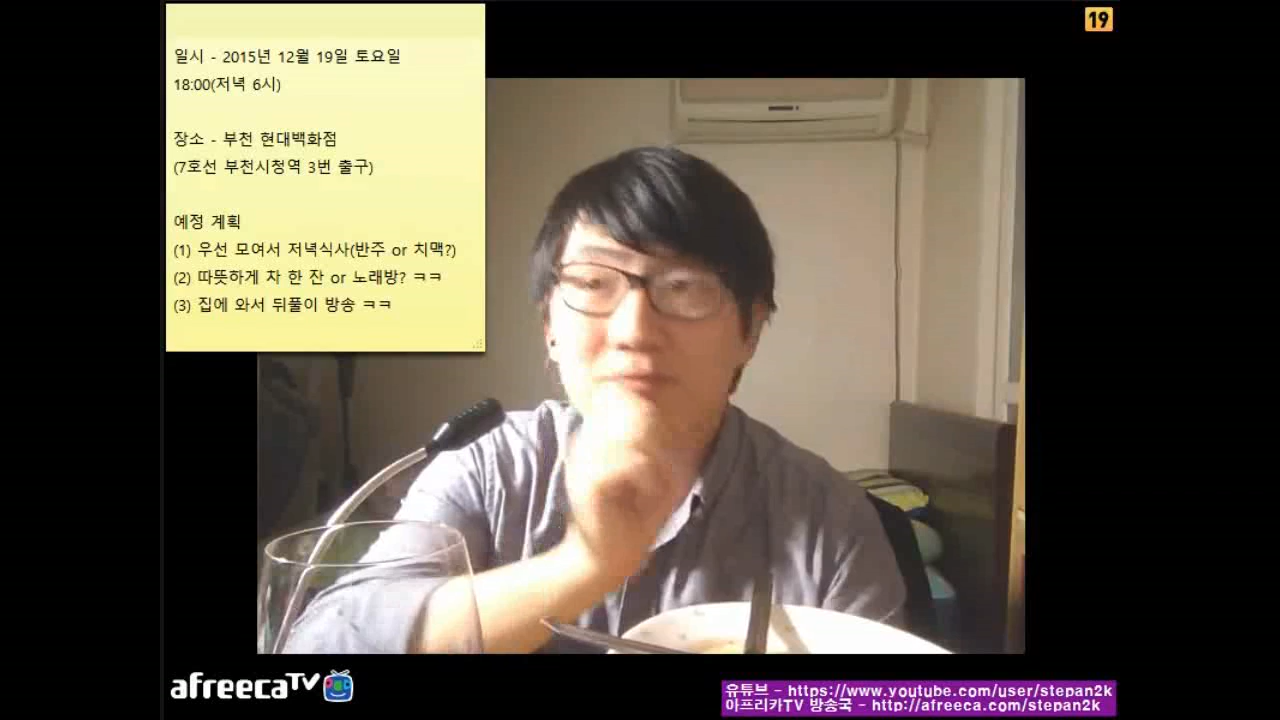 일시 - 2015년 12월 19일 토요일
18:00(저녁 6시)
장소 - 부천 현대백화점
(7호선 부천시청역 3번 출구)
예정 계획
(1) 우선 모여서 저녁식사(반주 or 치맥?)
(2) 따뜻하게 차 한 잔 or 노래방? ㅋㅋ
(3) 집에 와서 뒤풀이 방송 ㅋㅋ
19
afreecaTV
유튜브 - https://www.youtube.com/user/stepan2k
아프리카TV 방송국 - http://afreeca.com/stepan2k